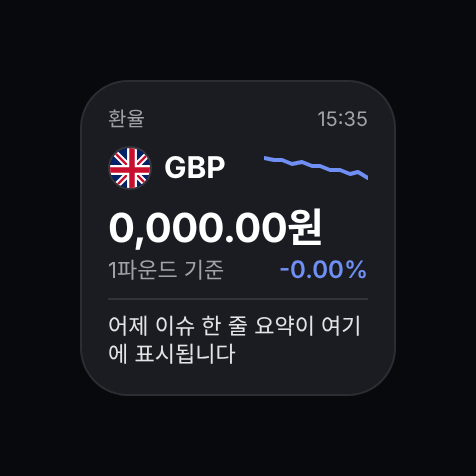 환율 15:35
GBP
0,000.00원
1파운드 기준 -0.00%
어제 이슈 한 줄 요약이 여기
에 표시됩니다